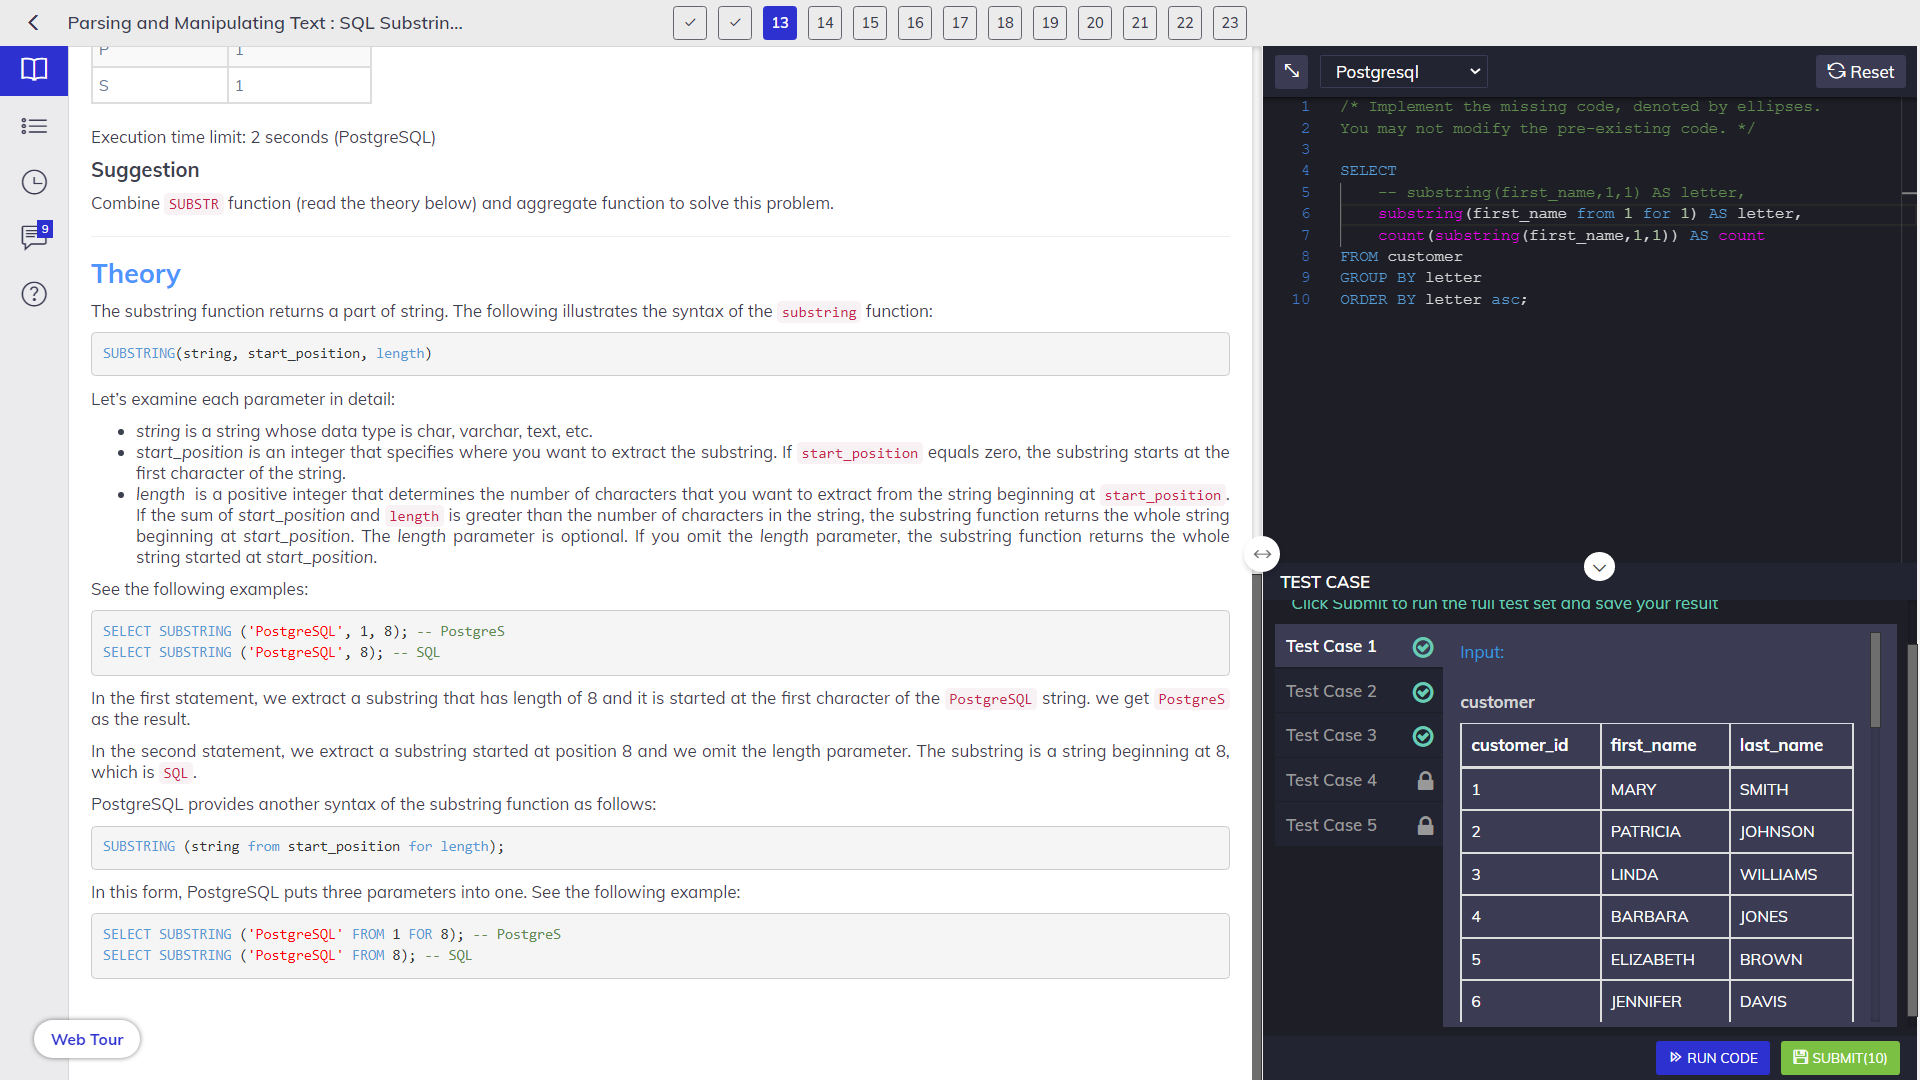 Parsing and Manipulating Text : SQL Substrin...
13 14 15 16 17 18 19 20 21 22 23
P 1
S 1
Execution time limit: 2 seconds (PostgreSQL)
Suggestion
Combine SUBSTR function (read the theory below) and aggregate function to solve this problem.
Theory
The substring function returns a part of string. The following illustrates the syntax of the substring function:
SUBSTRING(string, start_position, length)
Let's examine each parameter in detail:
• string is a string whose data type is char, varchar, text, etc.
• start_position is an integer that specifies where you want to extract the substring. If start_position equals zero, the substring starts at the
first character of the string.
• length is a positive integer that determines the number of characters that you want to extract from the string beginning at start_position.
If the sum of start_position and length is greater than the number of characters in the string, the substring function returns the whole string
beginning at start_position. The length parameter is optional. If you omit the length parameter, the substring function returns the whole
string started at start_position.
See the following examples:
SELECT SUBSTRING ('PostgreSQL', 1, 8); -- PostgreS
SELECT SUBSTRING ('PostgreSQL', 8); -- SQL
In the first statement, we extract a substring that has length of 8 and it is started at the first character of the PostgreSQL string. we get PostgreS
as the result.
In the second statement, we extract a substring started at position 8 and we omit the length parameter. The substring is a string beginning at 8,
which is SQL.
PostgreSQL provides another syntax of the substring function as follows:
SUBSTRING (string from start_position for length);
In this form, PostgreSQL puts three parameters into one. See the following example:
SELECT SUBSTRING ('PostgreSQL' FROM 1 FOR 8); -- PostgreS
SELECT SUBSTRING ('PostgreSQL' FROM 8); -- SQL
9
Web Tour
Postgresql
Reset
1 /* Implement the missing code, denoted by ellipses.
2 You may not modify the pre-existing code. */
3
4 SELECT
5 -- substring(first_name,1,1) AS letter,
6 substring(first_name from 1 for 1) AS letter,
7 count(substring(first_name,1,1)) AS count
8 FROM customer
9 GROUP BY letter
10 ORDER BY letter asc;
TEST CASE
Click Submit to run the full test set and save your result
Test Case 1
Test Case 2
Test Case 3
Test Case 4
Test Case 5
Input:
customer
customer_id first_name last_name
1 MARY SMITH
2 PATRICIA JOHNSON
3 LINDA WILLIAMS
4 BARBARA JONES
5 ELIZABETH BROWN
6 JENNIFER DAVIS
RUN CODE
SUBMIT(10)